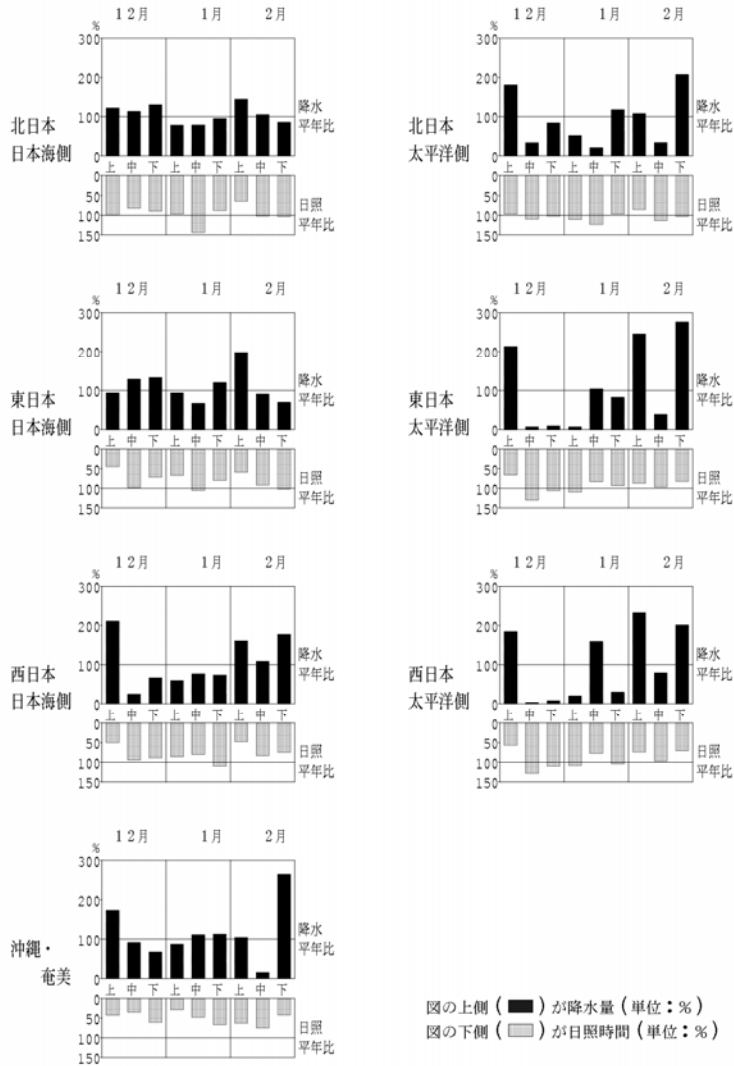 12月 1月 2月
%
300
200
100
0
北日本
日本海側
降水
平年比
上 中 下 上 中 下 上 中 下
0
50
100
150
日照
平年比
12月 1月 2月
%
300
200
100
0
北日本
太平洋側
降水
平年比
上 中 下 上 中 下 上 中 下
0
50
100
150
日照
平年比
12月 1月 2月
%
300
200
100
0
東日本
日本海側
降水
平年比
上 中 下 上 中 下 上 中 下
0
50
100
150
日照
平年比
12月 1月 2月
%
300
200
100
0
東日本
太平洋側
降水
平年比
上 中 下 上 中 下 上 中 下
0
50
100
150
日照
平年比
12月 1月 2月
%
300
200
100
0
西日本
日本海側
降水
平年比
上 中 下 上 中 下 上 中 下
0
50
100
150
日照
平年比
12月 1月 2月
%
300
200
100
0
西日本
太平洋側
降水
平年比
上 中 下 上 中 下 上 中 下
0
50
100
150
日照
平年比
12月 1月 2月
%
300
200
100
0
沖縄・
奄美
降水
平年比
上 中 下 上 中 下 上 中 下
0
50
100
150
日照
平年比
図の上側(■)が降水量(単位:%)
図の下側(□)が日照時間(単位:%)